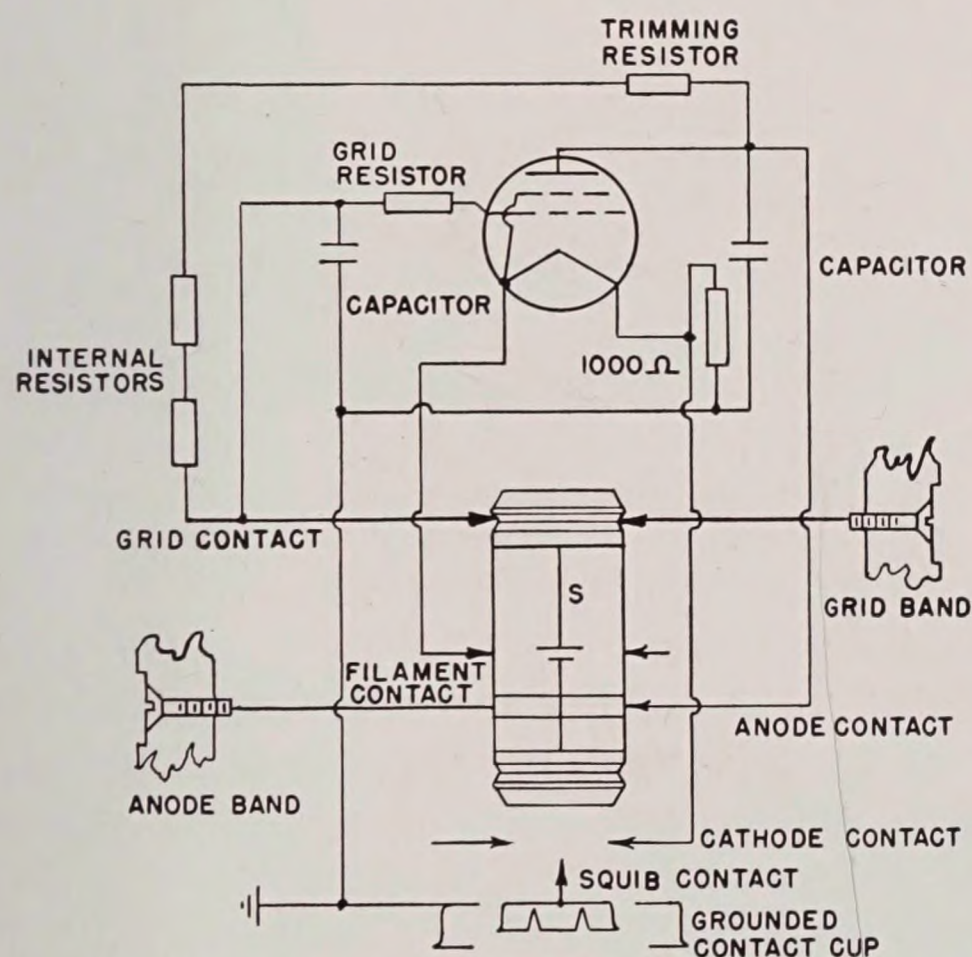 TRIMMING
RESISTOR
GRID
RESISTOR
CAPACITOR
CAPACITOR
INTERNAL
RESISTORS
1000Ω
GRID CONTACT
S
GRID BAND
FILAMENT
CONTACT
ANODE CONTACT
ANODE BAND
CATHODE CONTACT
SQUIB CONTACT
GROUNDED
CONTACT CUP